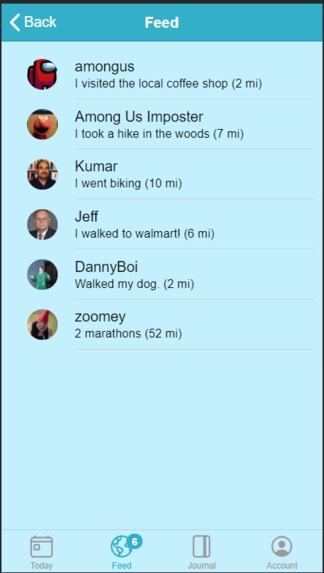 Back
Feed
amongus
I visited the local coffee shop (2 mi)
Among Us Imposter
I took a hike in the woods (7 mi)
Kumar
I went biking (10 mi)
Jeff
I walked to walmart! (6 mi)
DannyBoi
Walked my dog. (2 mi)
zoomey
2 marathons (52 mi)
6
Today
Feed
Journal
Account